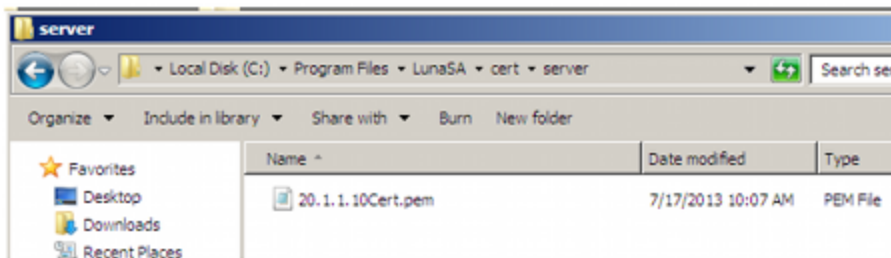 server
Local Disk (C:) Program Files LunaSA cert server Search se
Organize Include in library Share with Burn New folder
Favorites
Desktop
Downloads
Recent Places
Name Date modified Type
20.1.1.10Cert.pem 7/17/2013 10:07 AM PEM File